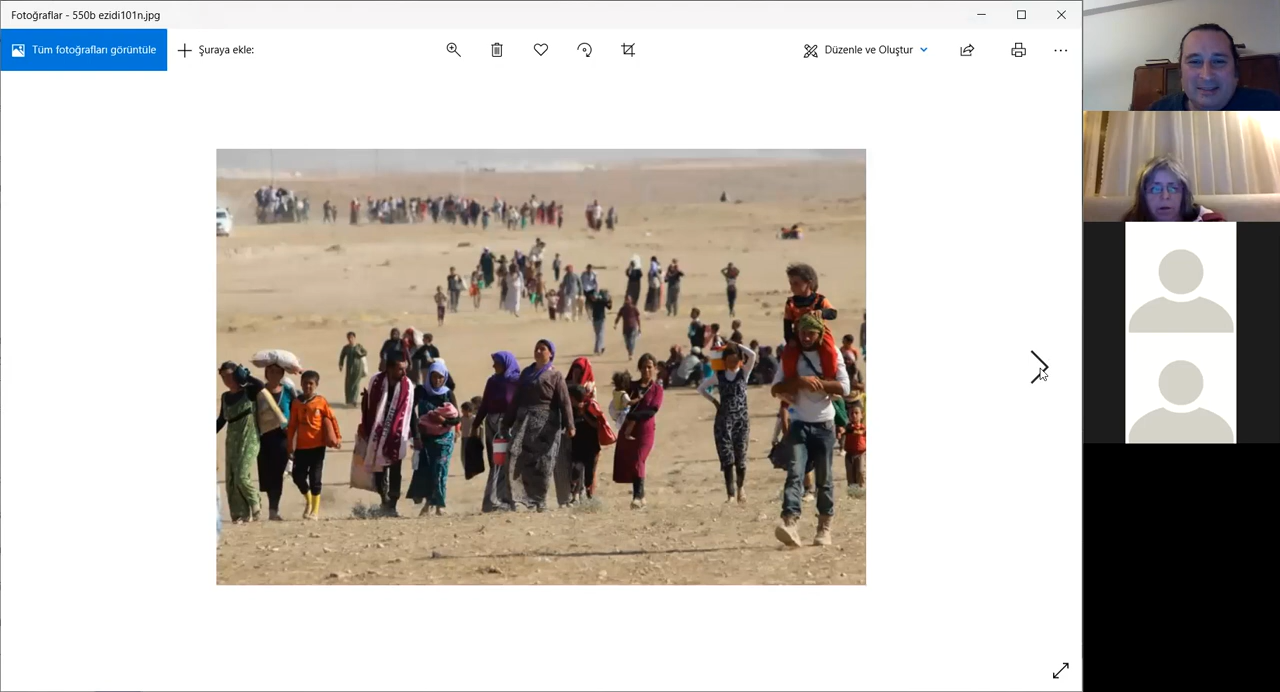 Fotoğraflar - 550b ezidi101n.jpg
Tüm fotoğrafları görüntüle
Şuraya ekle:
Düzenle ve Oluştur